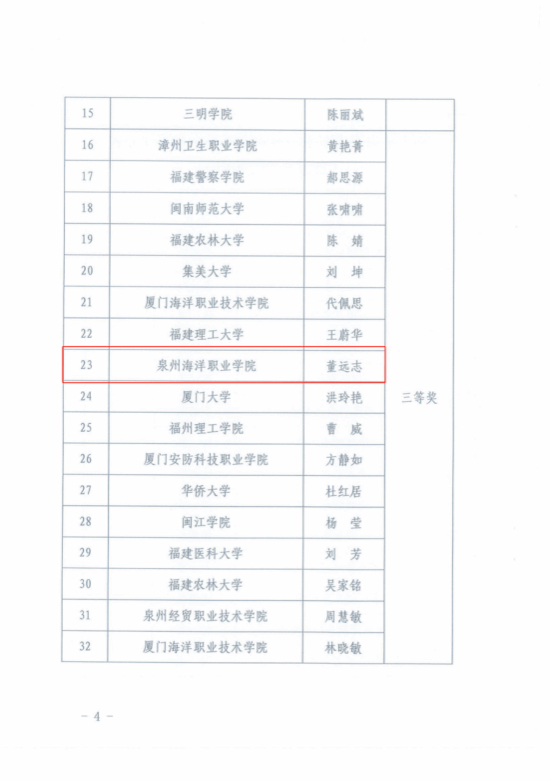 15 三明学院 陈丽斌
16 漳州卫生职业学院 黄艳菁
17 福建警察学院 郝思源
18 闽南师范大学 张啸啸
19 福建农林大学 陈 婧
20 集美大学 刘 坤
21 厦门海洋职业技术学院 代佩思
22 福建理工大学 王蔚华
23 泉州海洋职业学院 董远志
24 厦门大学 洪玲艳 三等奖
25 福州理工学院 曹 威
26 厦门安防科技职业学院 方静如
27 华侨大学 杜红居
28 闽江学院 杨 莹
29 福建医科大学 刘 芳
30 福建农林大学 吴家铭
31 泉州经贸职业技术学院 周慧敏
32 厦门海洋职业技术学院 林晓敏
- 4 -